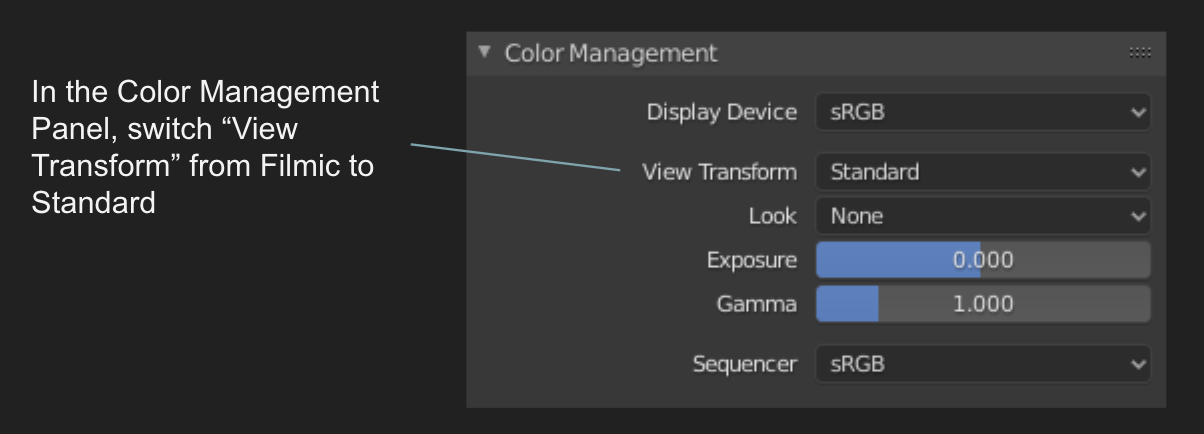 In the Color Management
Panel, switch “View
Transform” from Filmic to
Standard
Color Management
Display Device sRGB
View Transform Standard
Look None
Exposure 0.000
Gamma 1.000
Sequencer sRGB